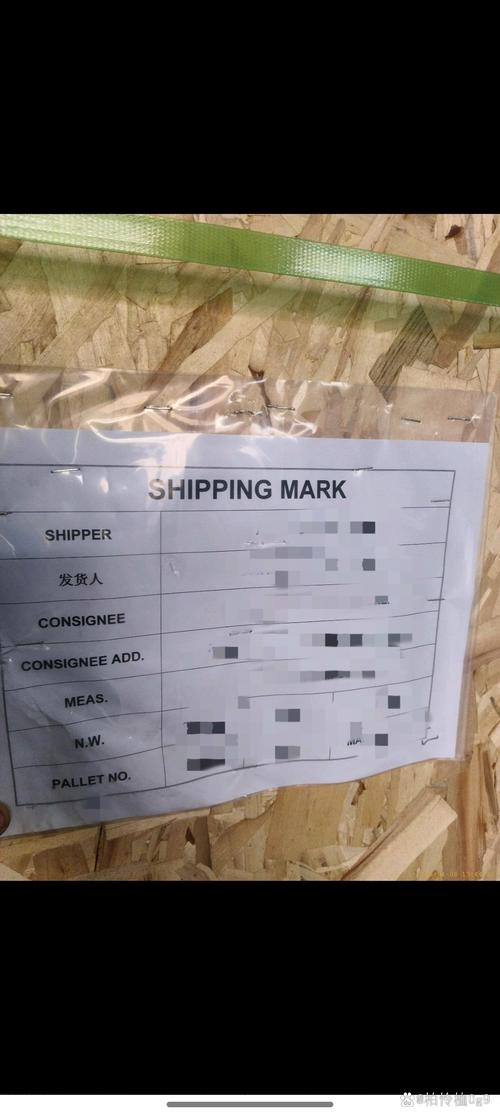 SHIPPING MARK
SHIPPER
发货人
CONSIGNEE
CONSIGNEE ADD.
MEAS.
N.W.
PALLET NO.